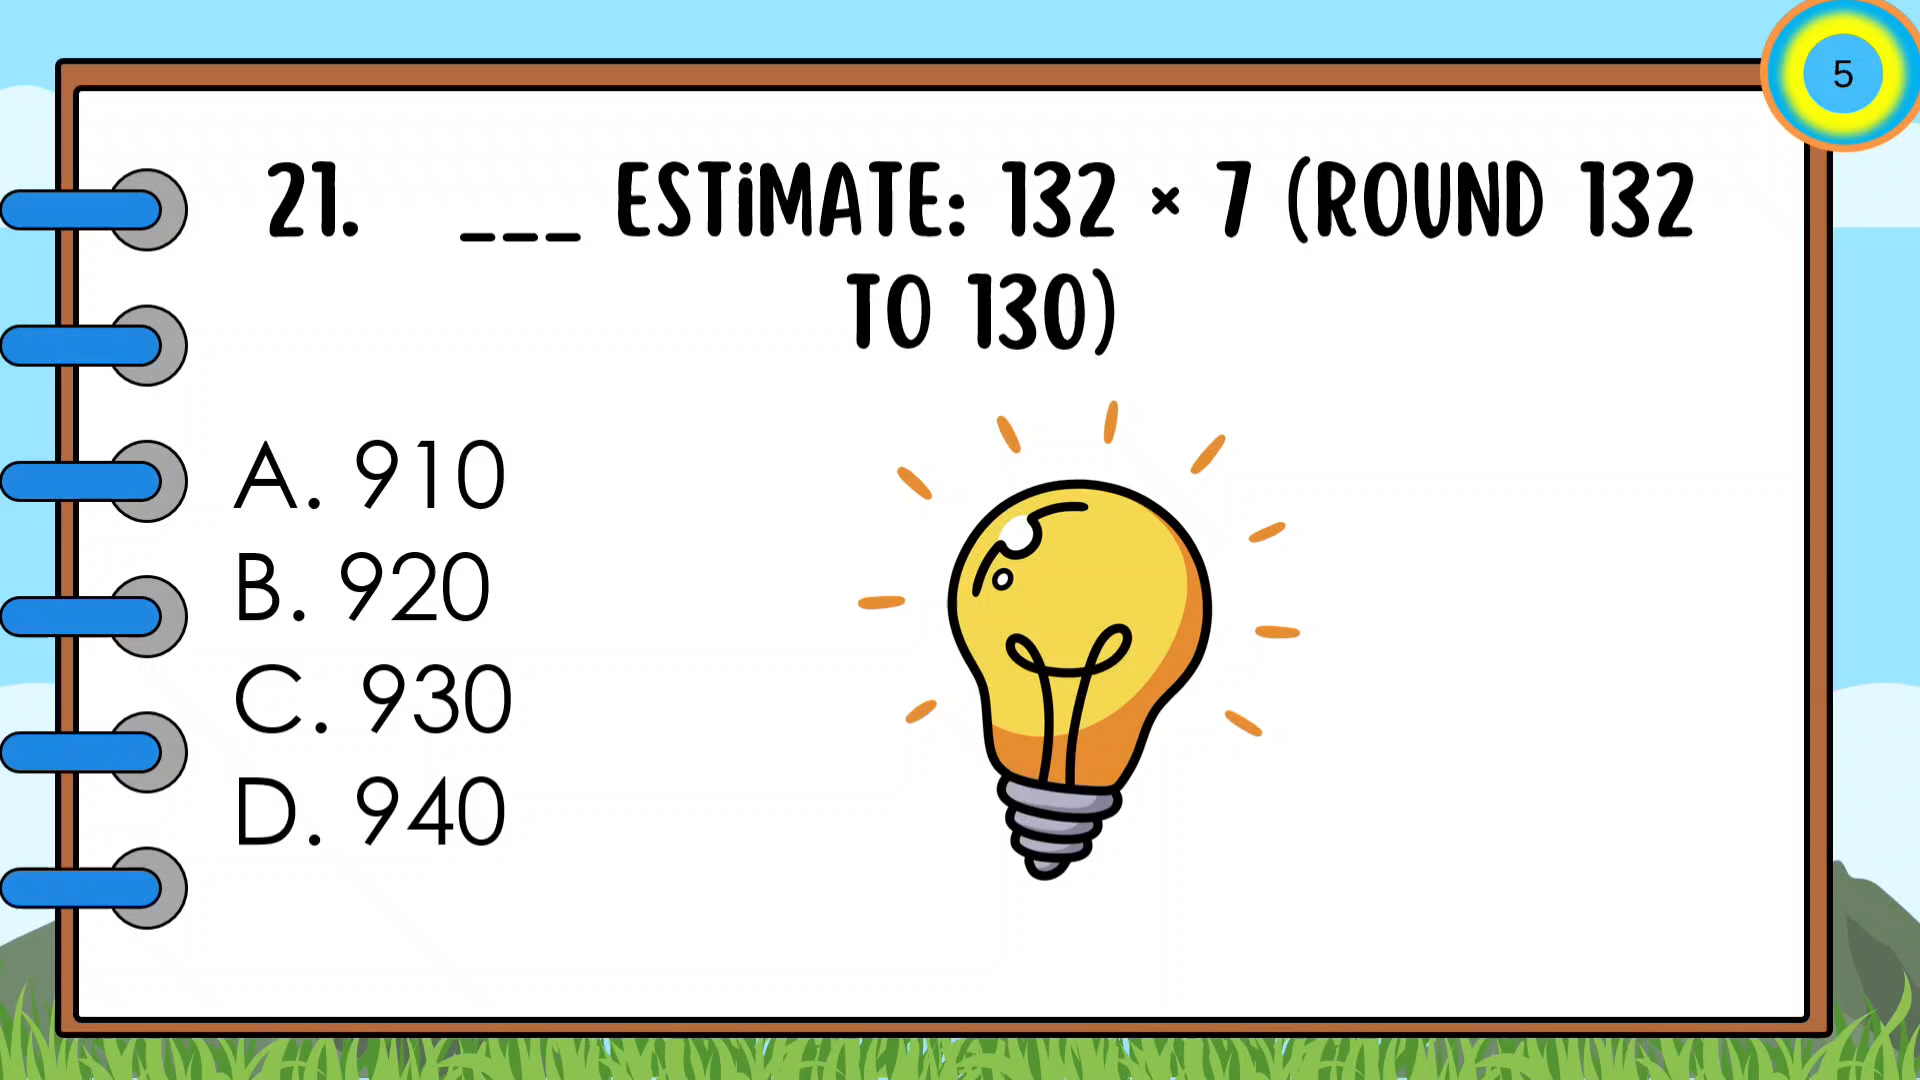 5
21. ___ ESTiMATE: 132 × 7 (ROUND 132
TO 130)
A. 910
B. 920
C. 930
D. 940